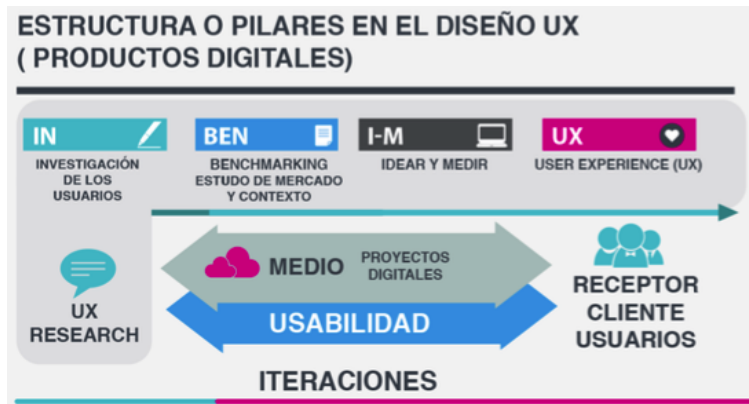 ESTRUCTURA O PILARES EN EL DISEÑO UX
( PRODUCTOS DIGITALES)
IN
INVESTIGACIÓN
DE LOS
USUARIOS
BEN
BENCHMARKING
ESTUDO DE MERCADO
Y CONTEXTO
I-M
IDEAR Y MEDIR
UX
USER EXPERIENCE (UX)
UX
RESEARCH
MEDIO
PROYECTOS
DIGITALES
USABILIDAD
RECEPTOR
CLIENTE
USUARIOS
ITERACIONES